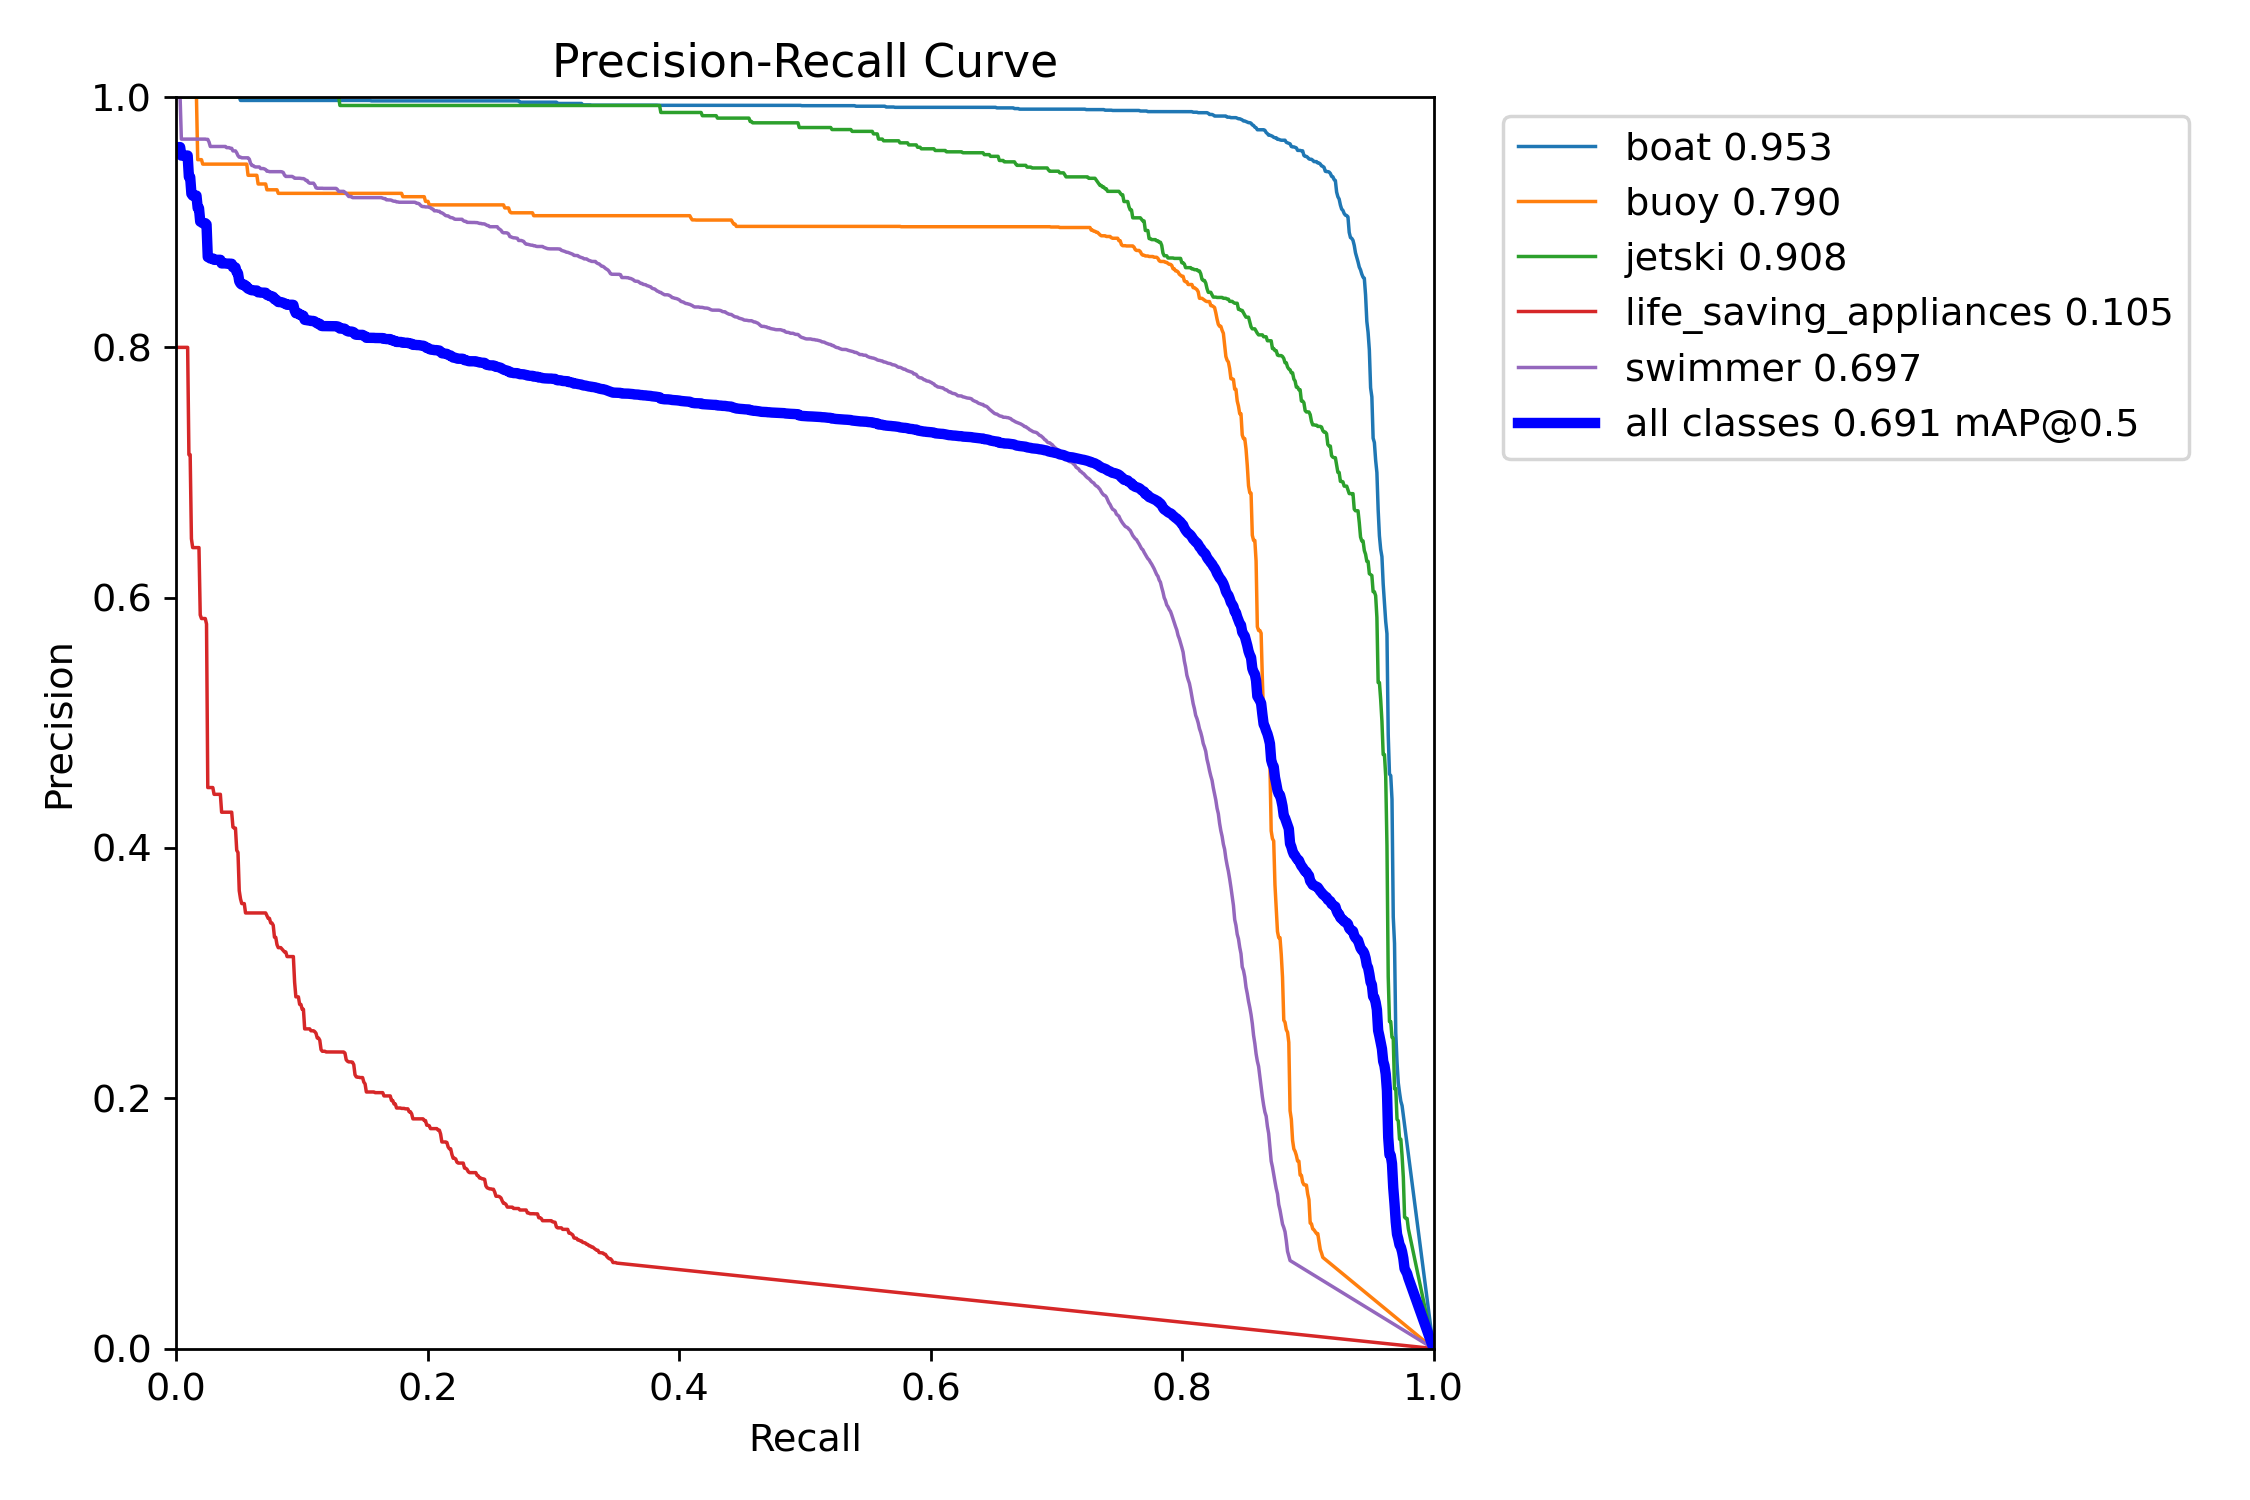 Precision-Recall Curve
1.0
0.8
0.6
0.4
0.2
0.0
Precision
0.0 0.2 0.4 0.6 0.8 1.0
Recall
boat 0.953
buoy 0.790
jetski 0.908
life_saving_appliances 0.105
swimmer 0.697
all classes 0.691 mAP@0.5